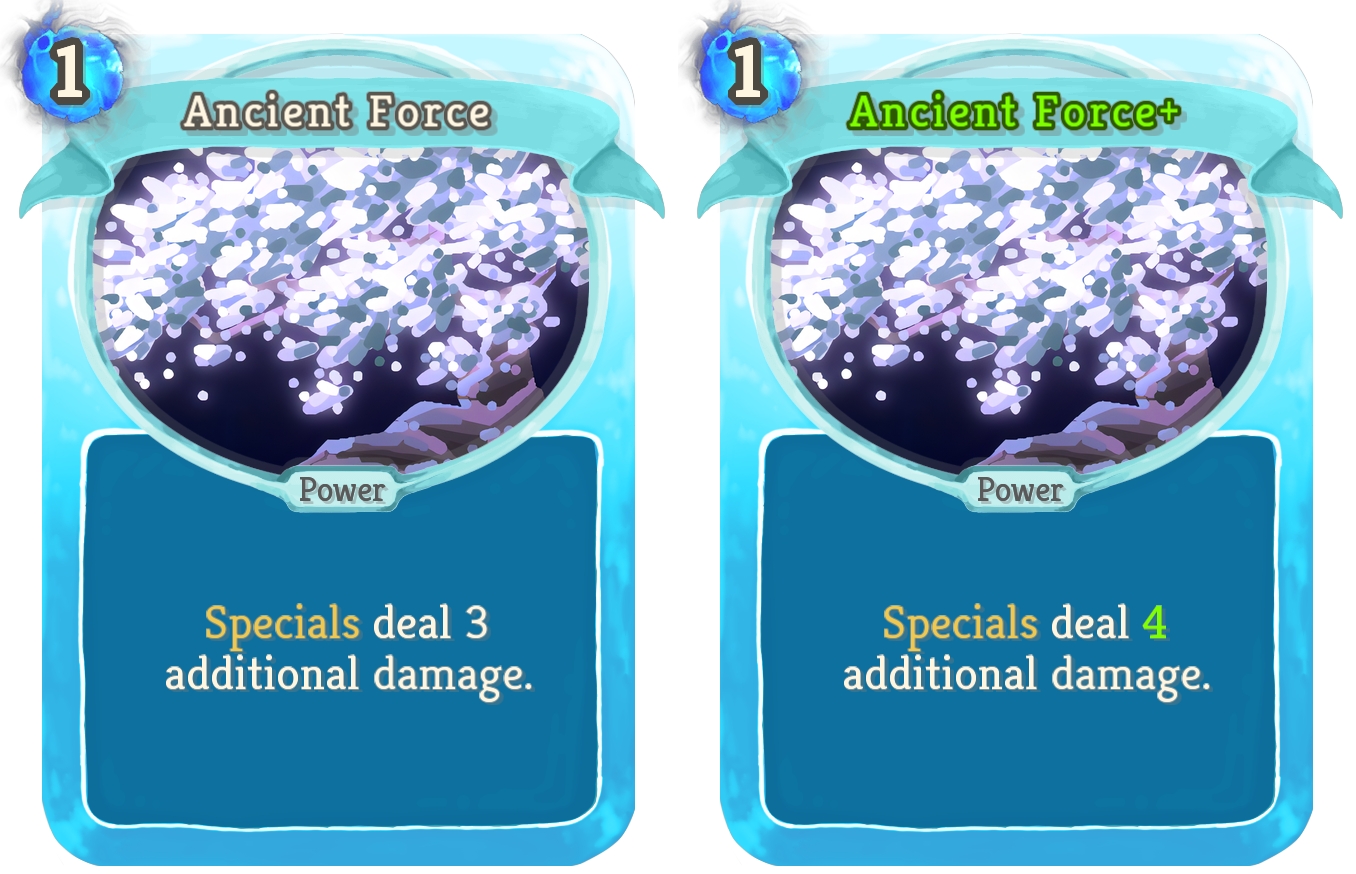 1
Ancient Force
Power
Specials deal 3
additional damage.
1
Ancient Force+
Power
Specials deal 4
additional damage.